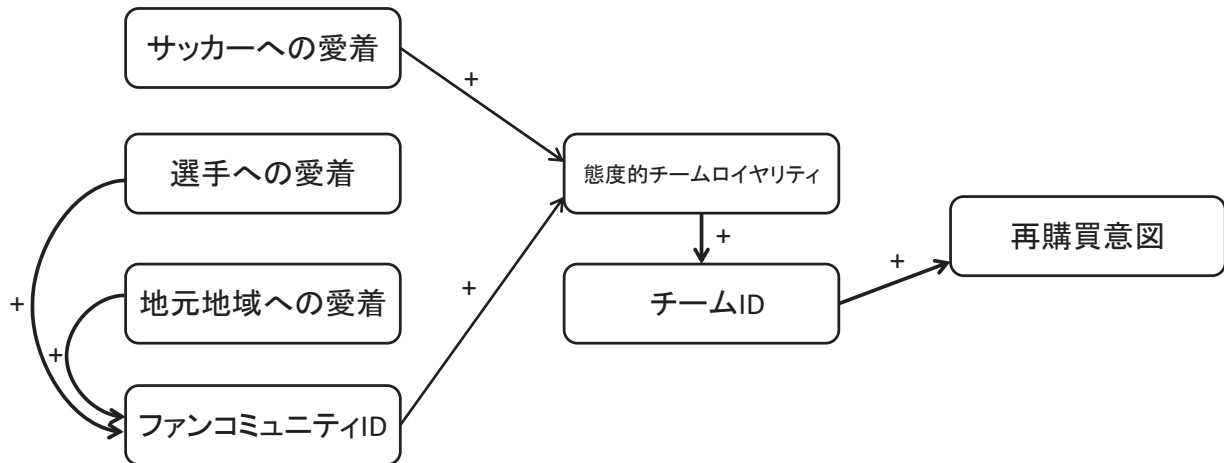 サッカーへの愛着
+
選手への愛着
態度的チームロイヤリティ
+
再購買意図
+
地元地域への愛着
チームID
+
+
+
+
ファンコミュニティID